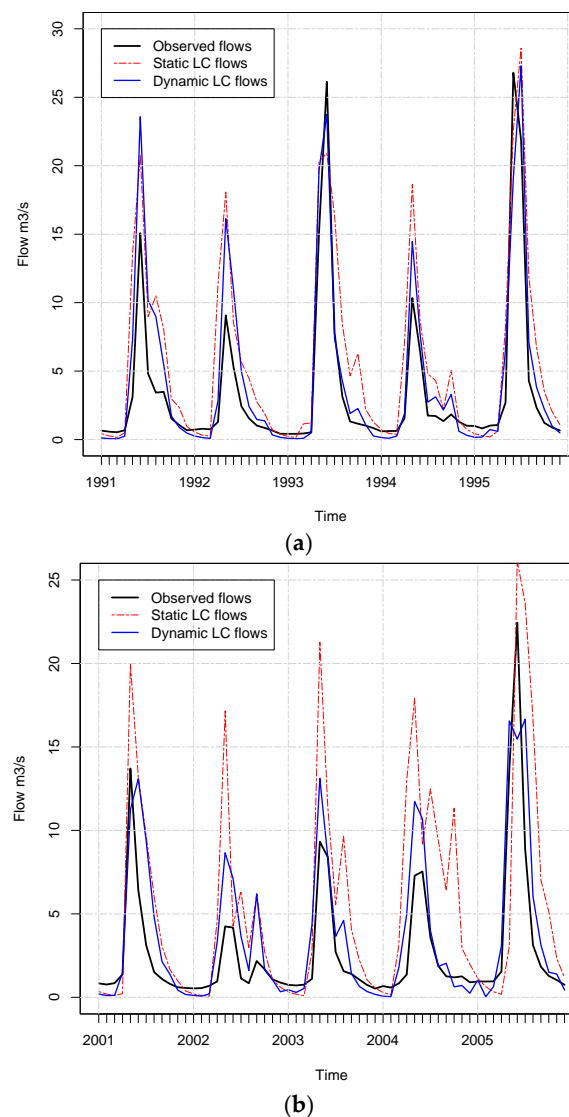 30
25
20
15
10
5
0
Flow m3/s
Observed flows
Static LC flows
Dynamic LC flows
1991 1992 1993 1994 1995
Time
(a)
25
20
15
10
5
0
Flow m3/s
Observed flows
Static LC flows
Dynamic LC flows
2001 2002 2003 2004 2005
Time
(b)